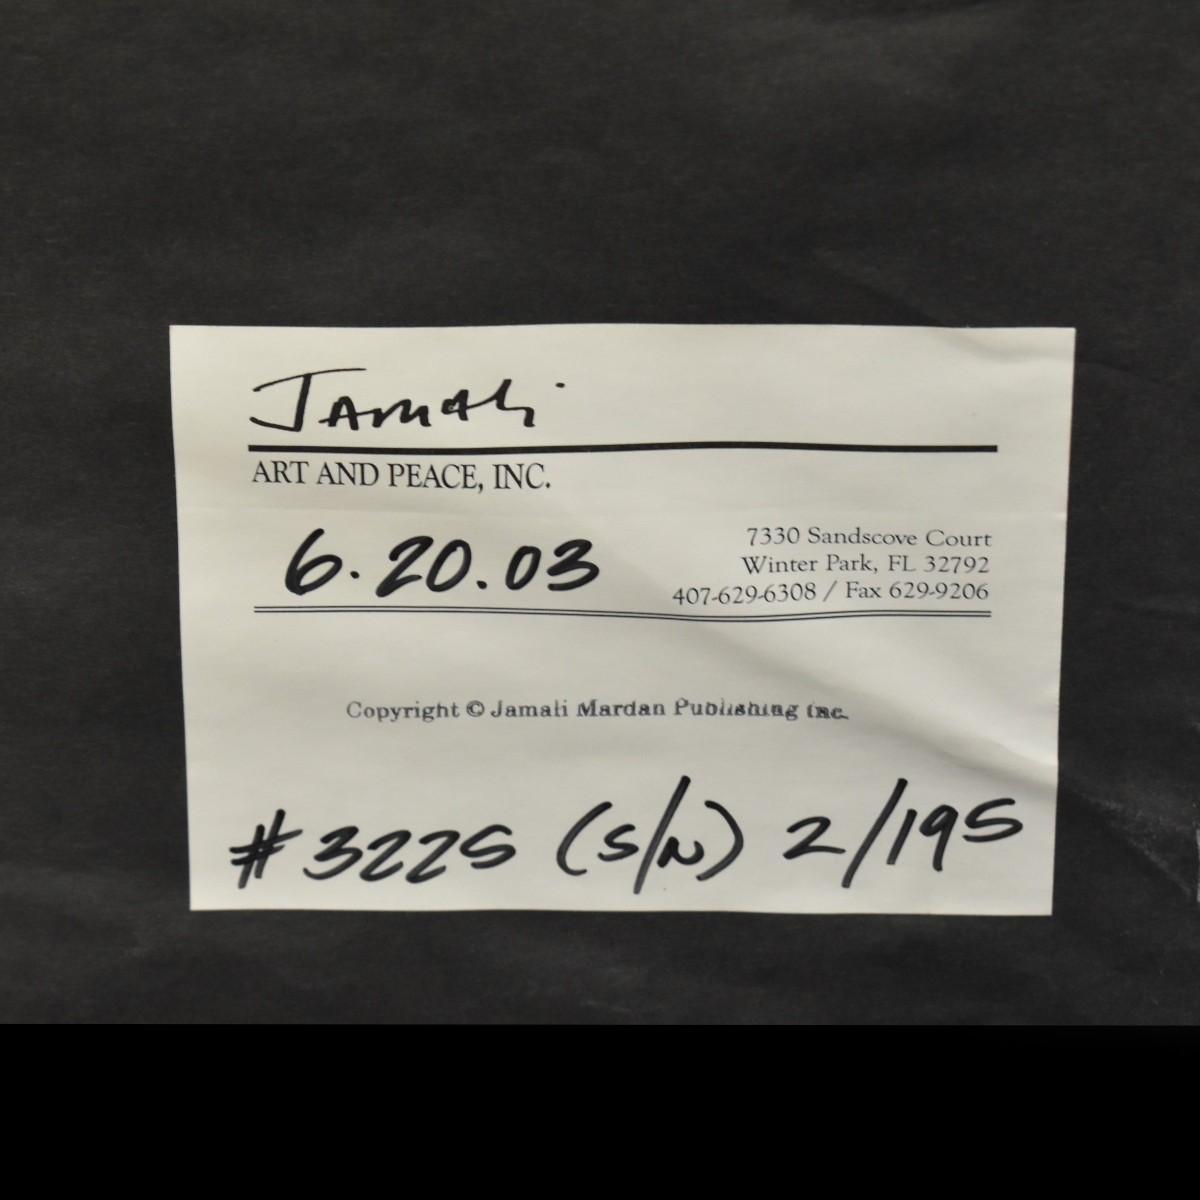 Jamali
ART AND PEACE, INC.
6.20.03
7330 Sandscove Court
Winter Park, FL 32792
407-629-6308 / Fax 629-9206
Copyright © Jamali Mardan Publishing Inc.
#3225 (S/N) 2/195